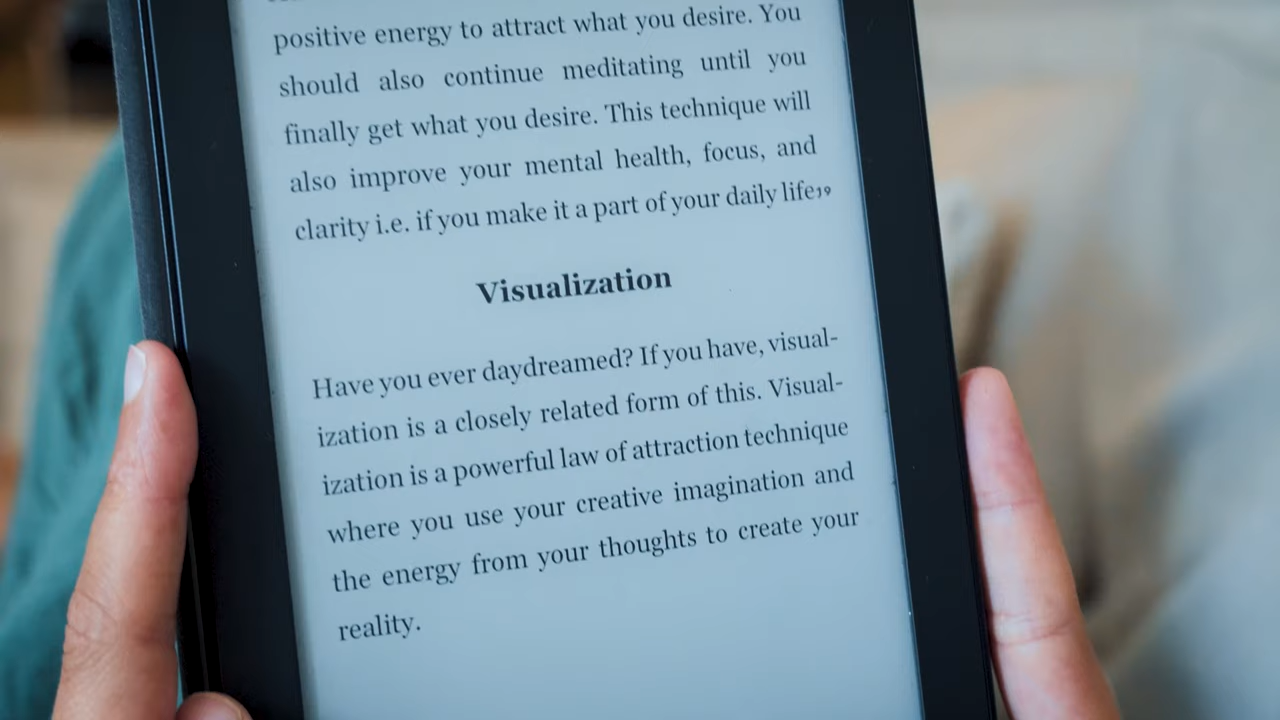 positive energy to attract what you desire. You
should also continue meditating until you
finally get what you desire. This technique will
also improve your mental health, focus, and
clarity i.e. if you make it a part of your daily life,¹⁹
Visualization
Have you ever daydreamed? If you have, visual-
ization is a closely related form of this. Visual-
ization is a powerful law of attraction technique
where you use your creative imagination and
the energy from your thoughts to create your
reality.